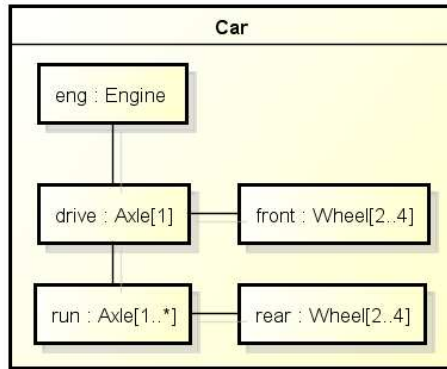 Car
eng : Engine
drive : Axle[1]
front : Wheel[2..4]
run : Axle[1..*]
rear : Wheel[2..4]